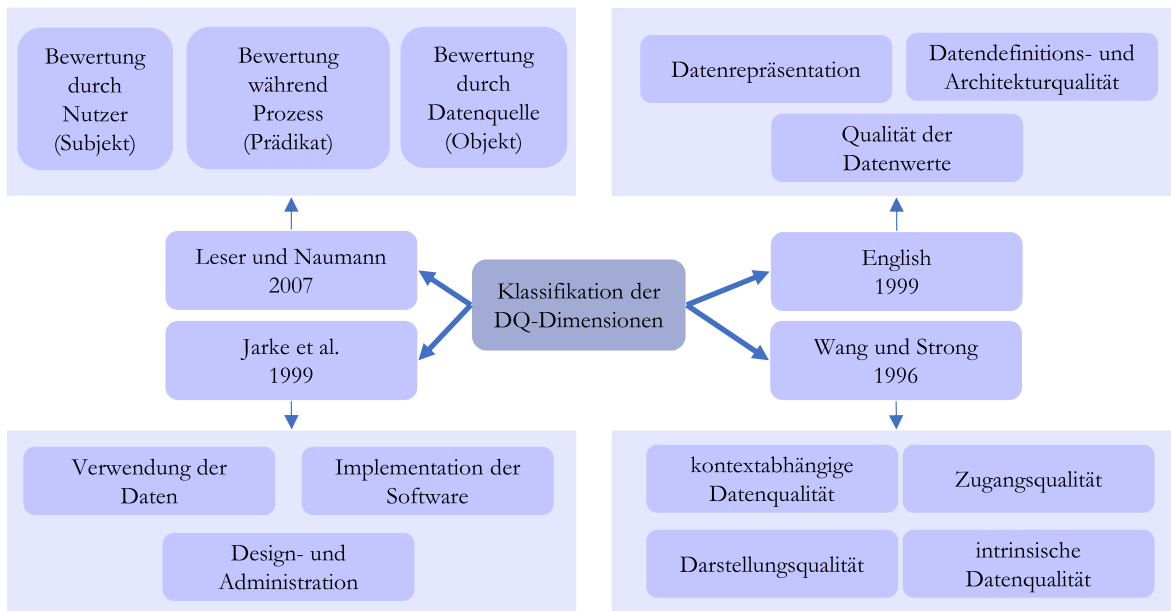 Bewertung
durch
Nutzer
(Subjekt)
Bewertung
während
Prozess
(Prädikat)
Bewertung
durch
Datenquelle
(Objekt)
Datenrepräsentation
Datendefinitions- und
Architekturqualität
Qualität der
Datenwerte
Leser und Naumann
2007
Klassifikation der
DQ-Dimensionen
English
1999
Jarke et al.
1999
Wang und Strong
1996
Verwendung der
Daten
Implementation der
Software
Design- und
Administration
kontextabhängige
Datenqualität
Zugangsqualität
Darstellungsqualität
intrinsische
Datenqualität